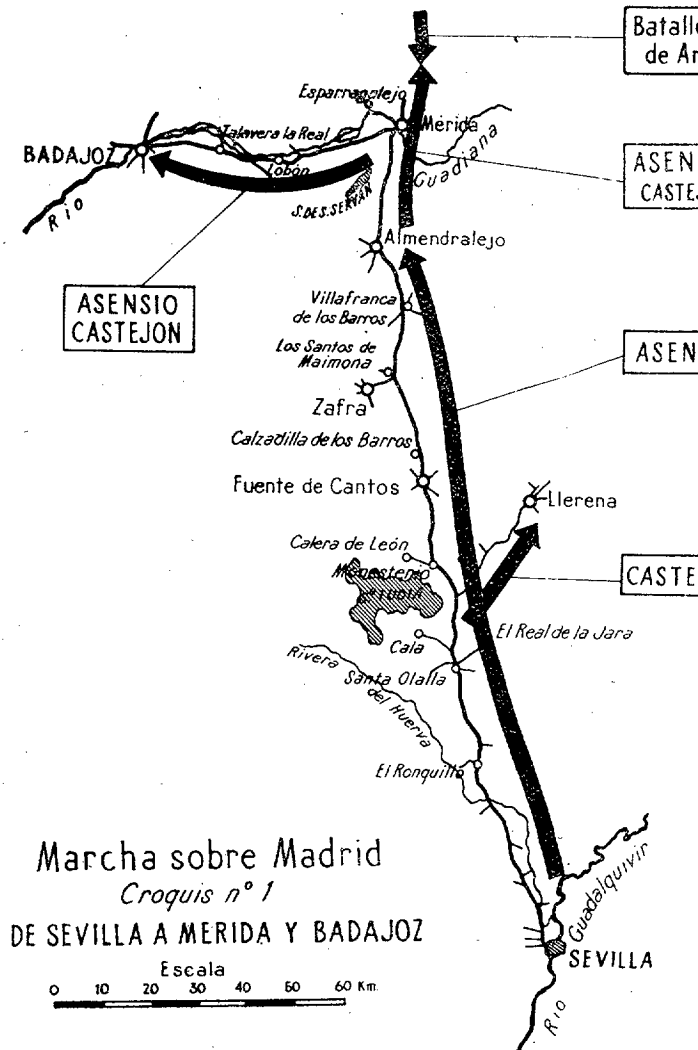 Batall
de Ar
Esparragalejo
Mérida
Talavera la Real
BADAJOZ
Lobón
Guadiana
ASEN
CASTEJ
RIO
S. DE S. SERVÁN
Almendralejo
ASENSIO
CASTEJON
Villafranca
de los Barros
Los Santos de
Maimona
ASEN
Zafra
Calzadilla de los Barros
Fuente de Cantos
Llerena
Calera de León
Monesterio
TUDIA
CASTE
El Real de la Jara
Cala
Rivera
del Huerva
Santa Olalla
El Ronquillo
Marcha sobre Madrid
Croquis nº 1
DE SEVILLA A MERIDA Y BADAJOZ
Guadalquivir
SEVILLA
Escala
0 10 20 30 40 50 60 Km.
RIO